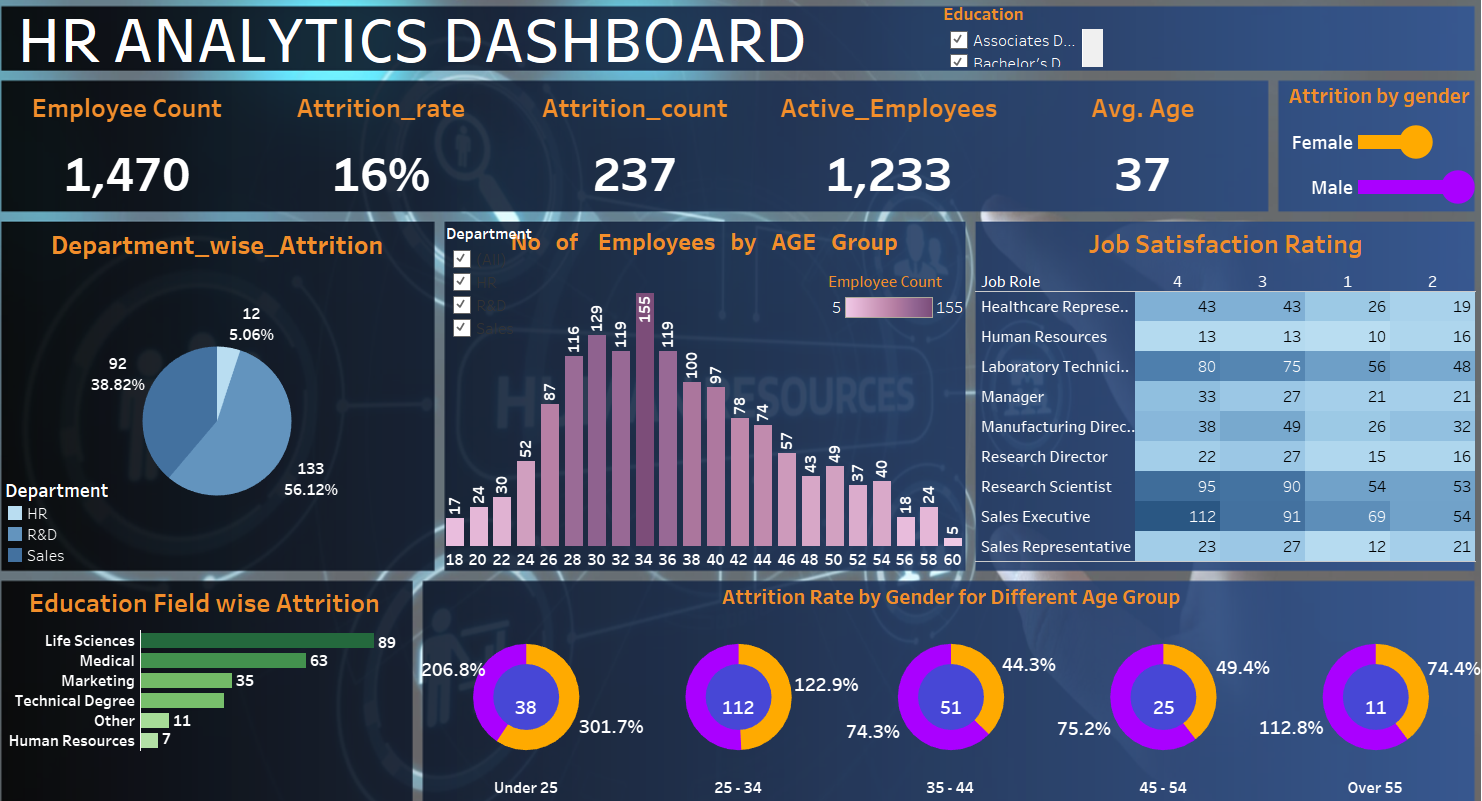 HR ANALYTICS DASHBOARD
Education
Associates D...
Bachelor's D
Employee Count
1,470
Attrition_rate
16%
Attrition_count
237
Active_Employees
1,233
Avg. Age
37
Attrition by gender
Female
Male
Department_wise_Attrition
12
5.06%
92
38.82%
133
56.12%
Department
HR
R&D
Sales
Department
(All)
HR
R&D
Sales
No of Employees by AGE Group
Employee Count
5 155
17 24 30 52 87 116 129 119 155 119 100 97 78 74 57 43 49 37 40 18 24 5
18 20 22 24 26 28 30 32 34 36 38 40 42 44 46 48 50 52 54 56 58 60
HUMAN RESOURCES
Job Satisfaction Rating
Job Role 4 3 1 2
Healthcare Represe.. 43 43 26 19
Human Resources 13 13 10 16
Laboratory Technici.. 80 75 56 48
Manager 33 27 21 21
Manufacturing Direc.. 38 49 26 32
Research Director 22 27 15 16
Research Scientist 95 90 54 53
Sales Executive 112 91 69 54
Sales Representative 23 27 12 21
Education Field wise Attrition
Life Sciences 89
Medical 63
Marketing 35
Technical Degree
Other 11
Human Resources 7
Attrition Rate by Gender for Different Age Group
206.8%
38
301.7%
Under 25
122.9%
112
25 - 34
44.3%
51
74.3%
35 - 44
49.4%
25
75.2%
45 - 54
74.4%
11
112.8%
Over 55